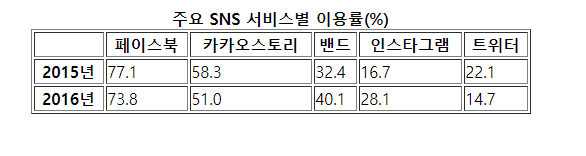 주요 SNS 서비스별 이용률(%)
페이스북 카카오스토리 밴드 인스타그램 트위터
2015년 77.1 58.3 32.4 16.7 22.1
2016년 73.8 51.0 40.1 28.1 14.7